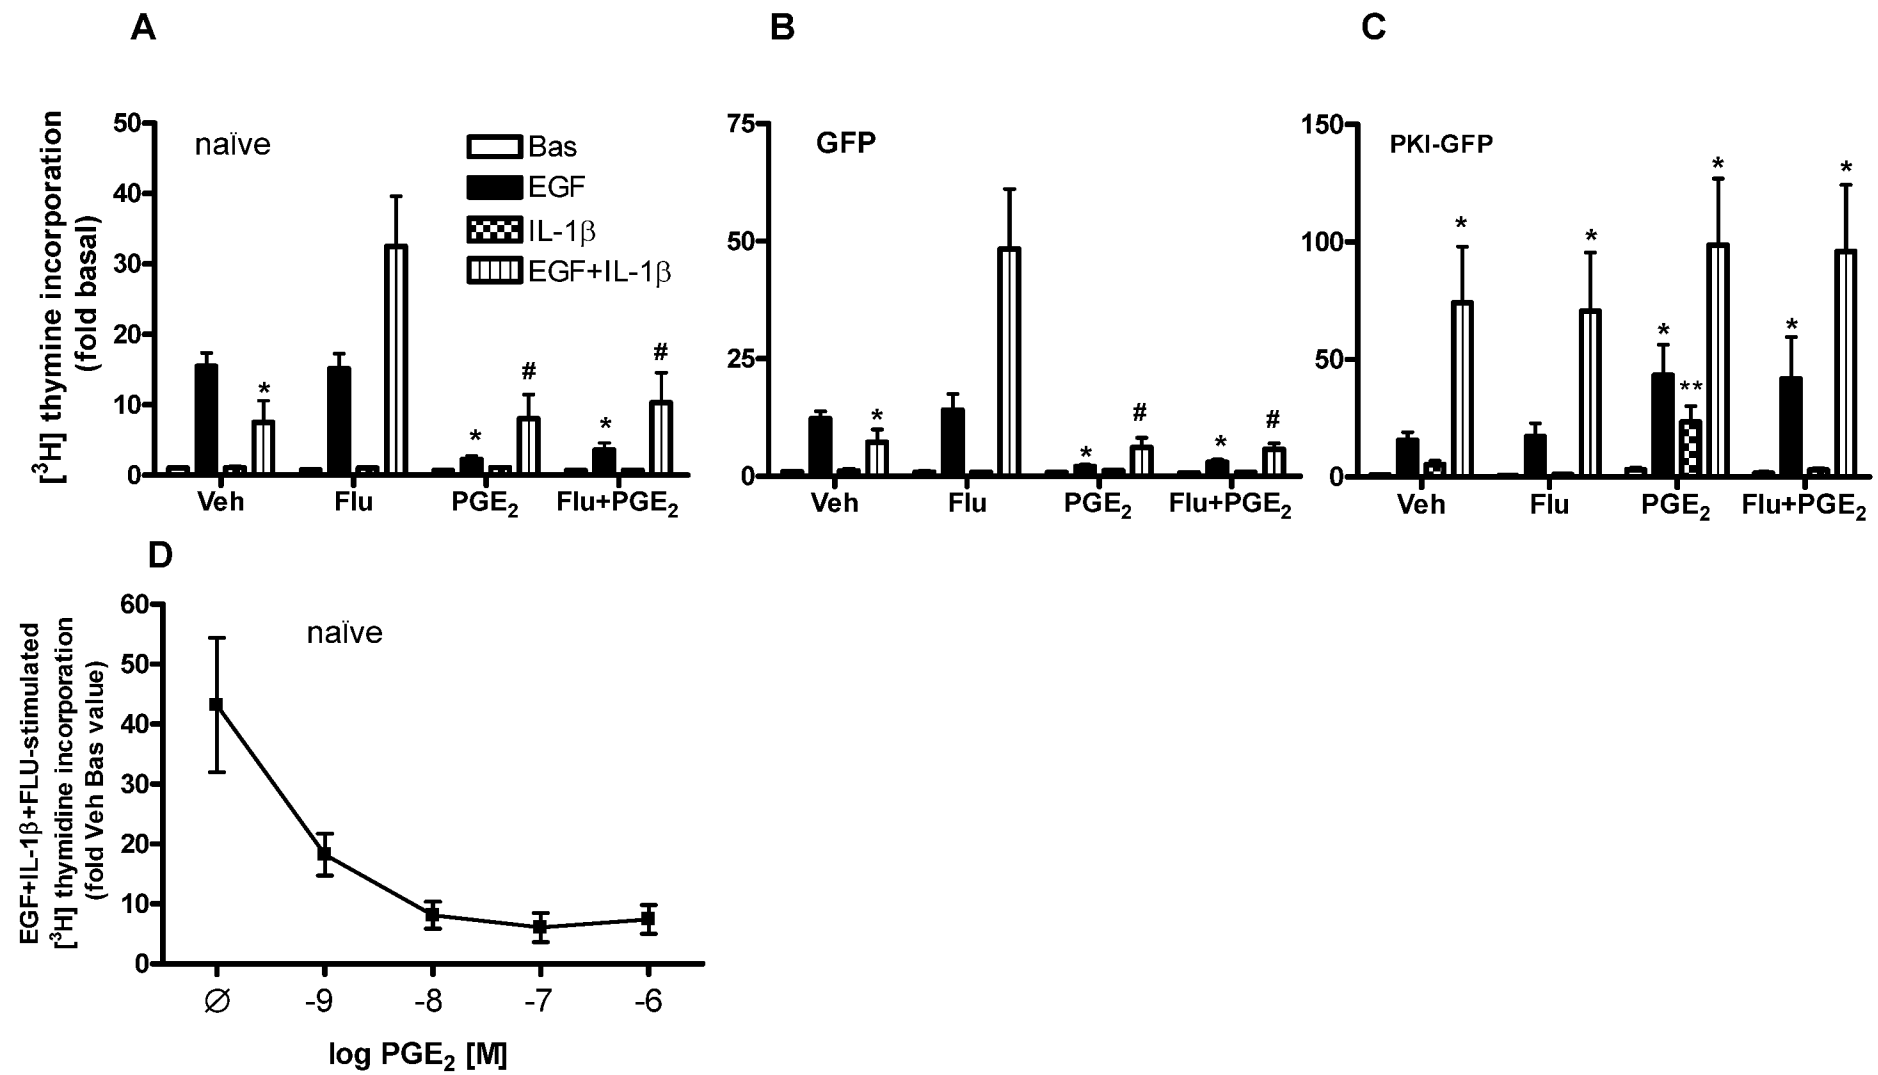 A
B
C
[³H] thymine incorporation
(fold basal)
50
40
30
20
10
0
naïve
Bas
EGF
IL-1β
EGF+IL-1β
*
*
#
*
#
Veh
Flu
PGE₂
Flu+PGE₂
75
50
25
0
GFP
*
*
#
*
#
Veh
Flu
PGE₂
Flu+PGE₂
150
100
50
0
PKI-GFP
*
*
*
**
*
*
*
Veh
Flu
PGE₂
Flu+PGE₂
D
EGF+IL-1β+FLU-stimulated
[³H] thymidine incorporation
(fold Veh Bas value)
60
50
40
30
20
10
0
naïve
∅
-9
-8
-7
-6
log PGE₂ [M]